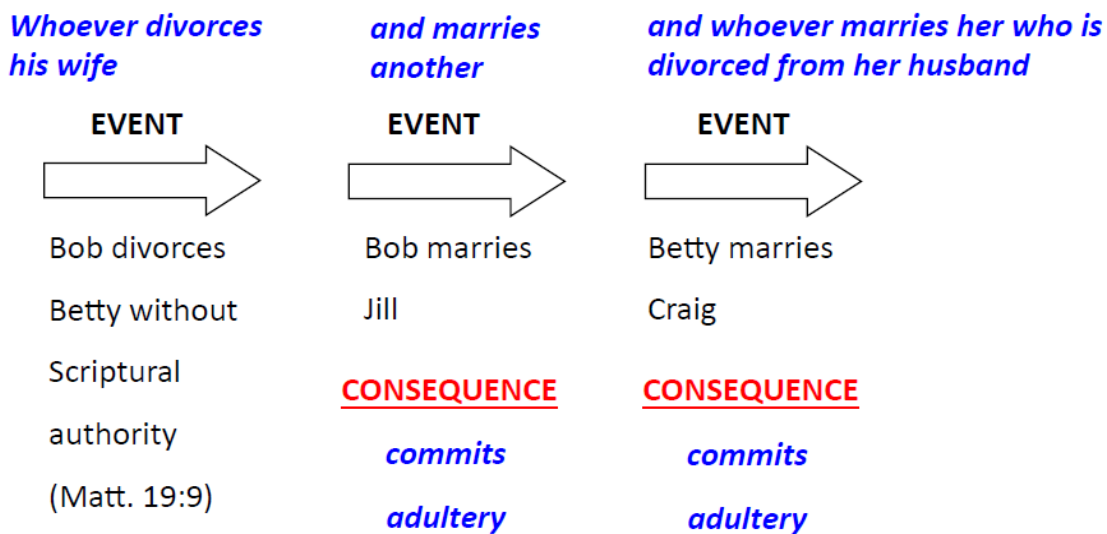 Whoever divorces
his wife
EVENT
Bob divorces
Betty without
Scriptural
authority
(Matt. 19:9)
and marries
another
EVENT
Bob marries
Jill
CONSEQUENCE
commits
adultery
and whoever marries her who is
divorced from her husband
EVENT
Betty marries
Craig
CONSEQUENCE
commits
adultery